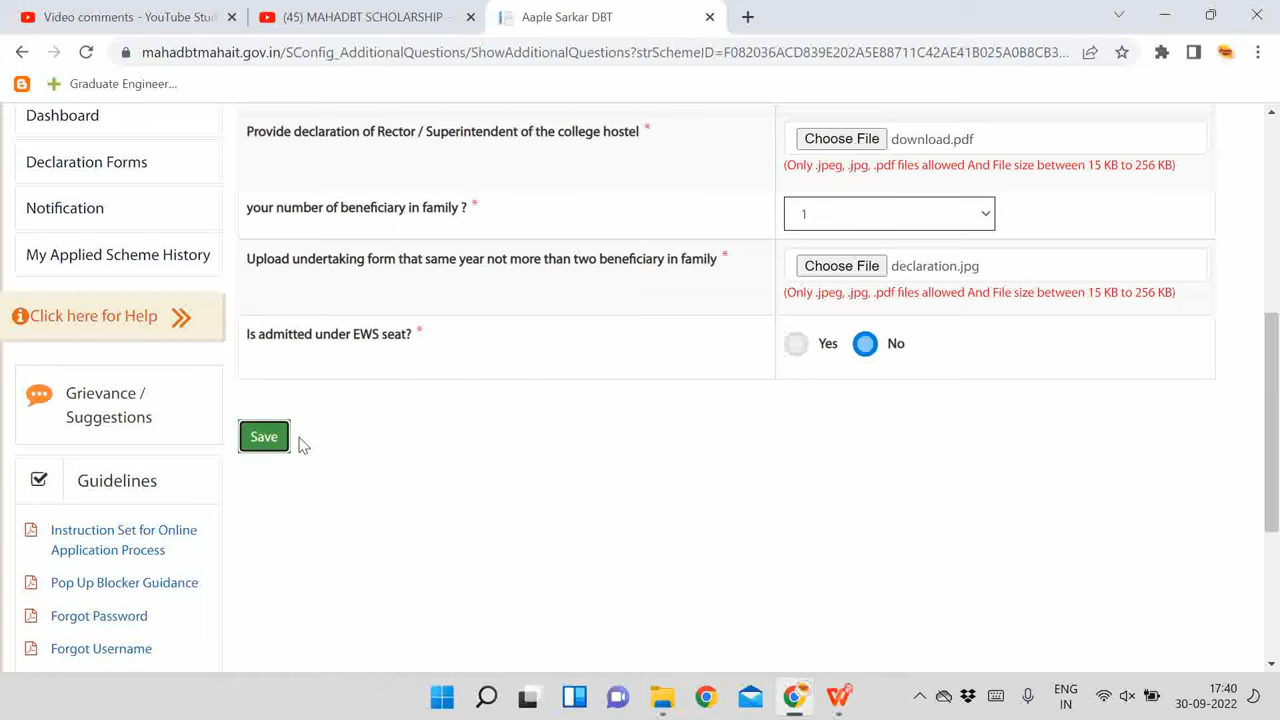 Video comments - YouTube Stu
(45) MAHADBT SCHOLARSHIP
Aaple Sarkar DBT
mahadbtmahait.gov.in/SConfig_AdditionalQuestions/ShowAdditionalQuestions?strSchemeID=F082036ACD839E202A5E88711C42AE41B025A0B8CB3...
Graduate Engineer...
Dashboard
Declaration Forms
Notification
My Applied Scheme History
Click here for Help
Grievance /
Suggestions
Guidelines
Instruction Set for Online
Application Process
Pop Up Blocker Guidance
Forgot Password
Forgot Username
Provide declaration of Rector / Superintendent of the college hostel *
Choose File download.pdf
(Only .jpeg, .jpg, .pdf files allowed And File size between 15 KB to 256 KB)
your number of beneficiary in family ? *
1
Upload undertaking form that same year not more than two beneficiary in family *
Choose File declaration.jpg
(Only .jpeg, .jpg, .pdf files allowed And File size between 15 KB to 256 KB)
Is admitted under EWS seat? *
Yes No
Save
ENG
IN
17:40
30-09-2022